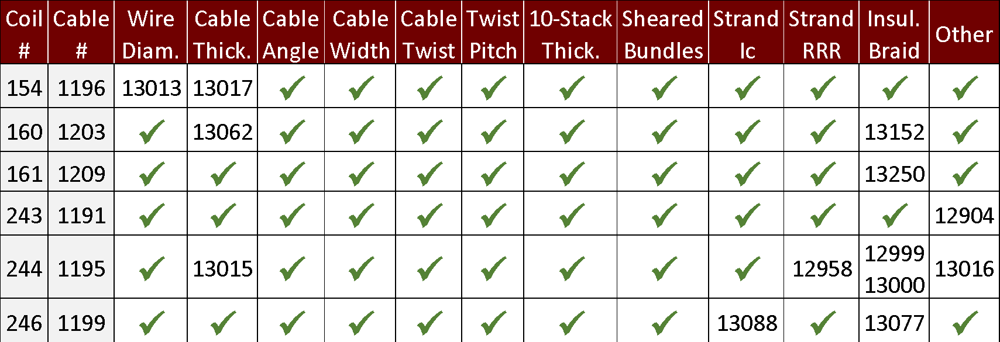 Coil # Cable # Wire Diam. Cable Thick. Cable Angle Cable Width Cable Twist Twist Pitch 10-Stack Thick. Sheared Bundles Strand Ic Strand RRR Insul. Braid Other
154 1196 13013 13017 ✓ ✓ ✓ ✓ ✓ ✓ ✓ ✓ ✓ ✓
160 1203 ✓ 13062 ✓ ✓ ✓ ✓ ✓ ✓ ✓ ✓ 13152 ✓
161 1209 ✓ ✓ ✓ ✓ ✓ ✓ ✓ ✓ ✓ ✓ 13250 ✓
243 1191 ✓ ✓ ✓ ✓ ✓ ✓ ✓ ✓ ✓ ✓ ✓ 12904
244 1195 ✓ 13015 ✓ ✓ ✓ ✓ ✓ ✓ ✓ 12958 12999 13000 13016
246 1199 ✓ ✓ ✓ ✓ ✓ ✓ ✓ ✓ 13088 ✓ 13077 ✓